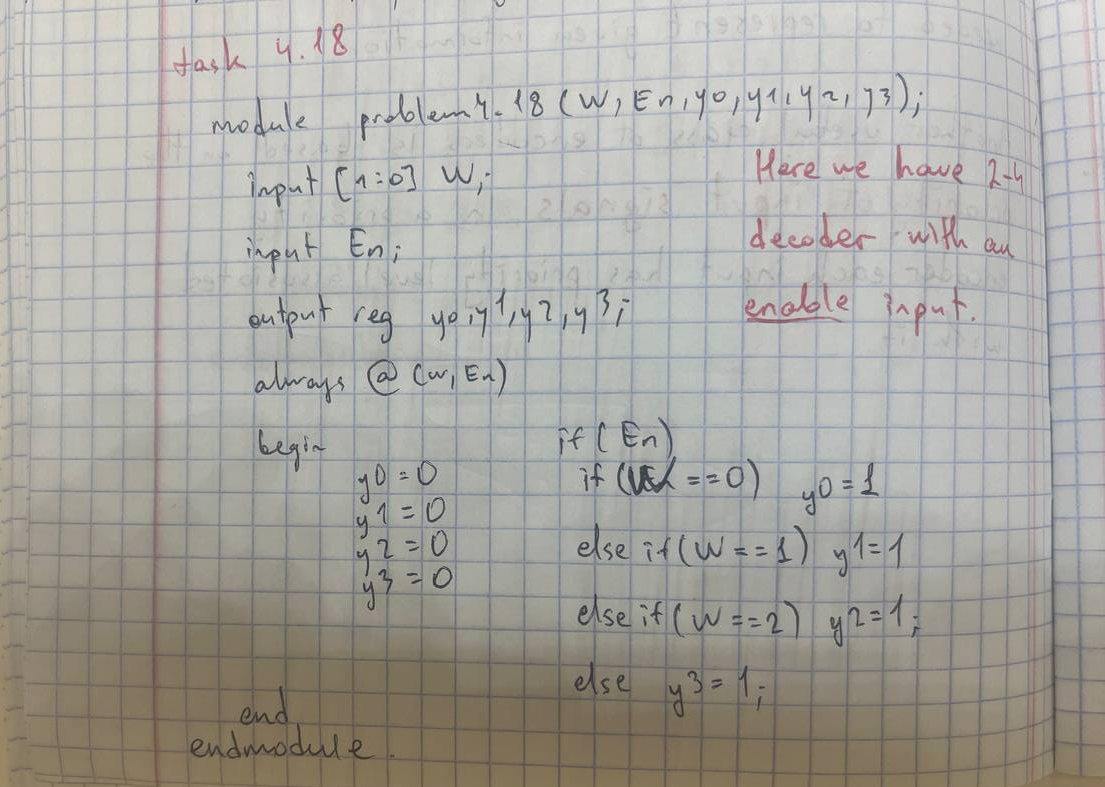 task 4.18
module problem4.18 (W, En, y0, y1, y2, y3);
input [1:0] W;
input En;
output reg y0, y1, y2, y3;
always @ (w, En)
begin
y0 = 0
y1 = 0
y2 = 0
y3 = 0
if (En)
if ( == 0) y0 = 1
else if (W == 1) y1 = 1
else if (W == 2) y2 = 1;
else y3 = 1;
end
endmodule.
Here we have 2-4
decoder with an
enable input.